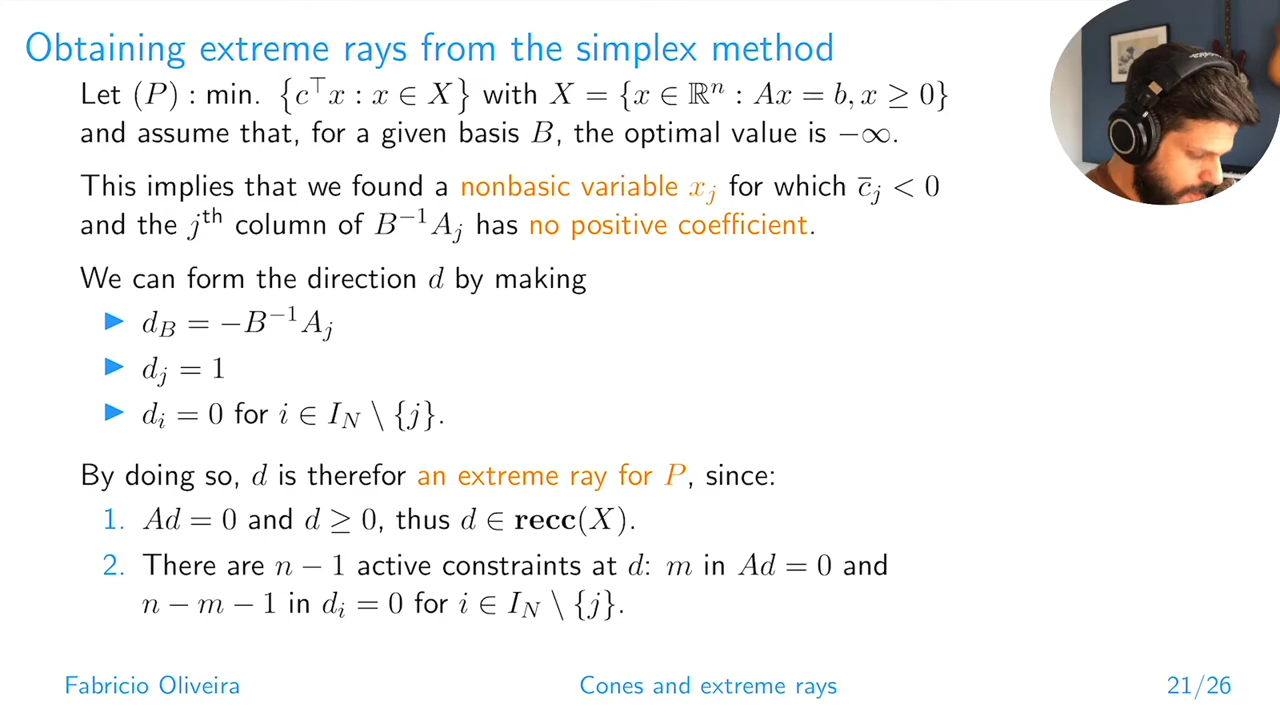 Obtaining extreme rays from the simplex method
Let (P) : min. {c⊤x : x ∈ X} with X = {x ∈ ℝⁿ : Ax = b, x ≥ 0}
and assume that, for a given basis B, the optimal value is −∞.
This implies that we found a nonbasic variable xⱼ for which c̅ⱼ < 0
and the jᵗʰ column of B⁻¹Aⱼ has no positive coefficient.
We can form the direction d by making
▶ d_B = −B⁻¹Aⱼ
▶ dⱼ = 1
▶ dᵢ = 0 for i ∈ I_N \ {j}.
By doing so, d is therefor an extreme ray for P, since:
1. Ad = 0 and d ≥ 0, thus d ∈ recc(X).
2. There are n − 1 active constraints at d: m in Ad = 0 and
n − m − 1 in dᵢ = 0 for i ∈ I_N \ {j}.
Fabricio Oliveira Cones and extreme rays 21/26